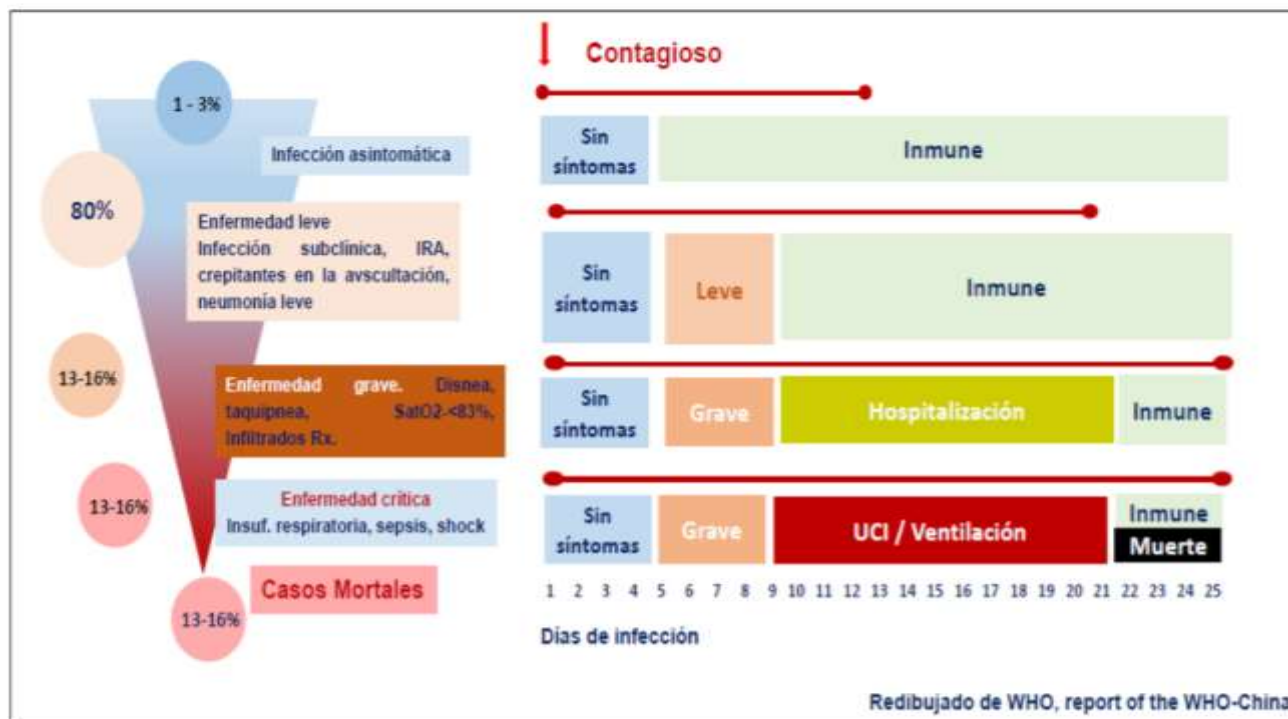 Contagioso
1 - 3%
Infección asintomática
Sin
síntomas
Inmune
80%
Enfermedad leve
Infección subclínica, IRA,
crepitantes en la avscultación,
neumonía leve
Sin
síntomas
Leve
Inmune
13-16%
Enfermedad grave. Disnea,
taquipnea, SatO2-<83%,
Infiltrados Rx.
Sin
síntomas
Grave
Hospitalización
Inmune
13-16%
Enfermedad crítica
Insuf. respiratoria, sepsis, shock
Sin
síntomas
Grave
UCI / Ventilación
Inmune
Muerte
13-16%
Casos Mortales
1 2 3 4 5 6 7 8 9 10 11 12 13 14 15 16 17 18 19 20 21 22 23 24 25
Días de infección
Redibujado de WHO, report of the WHO-China